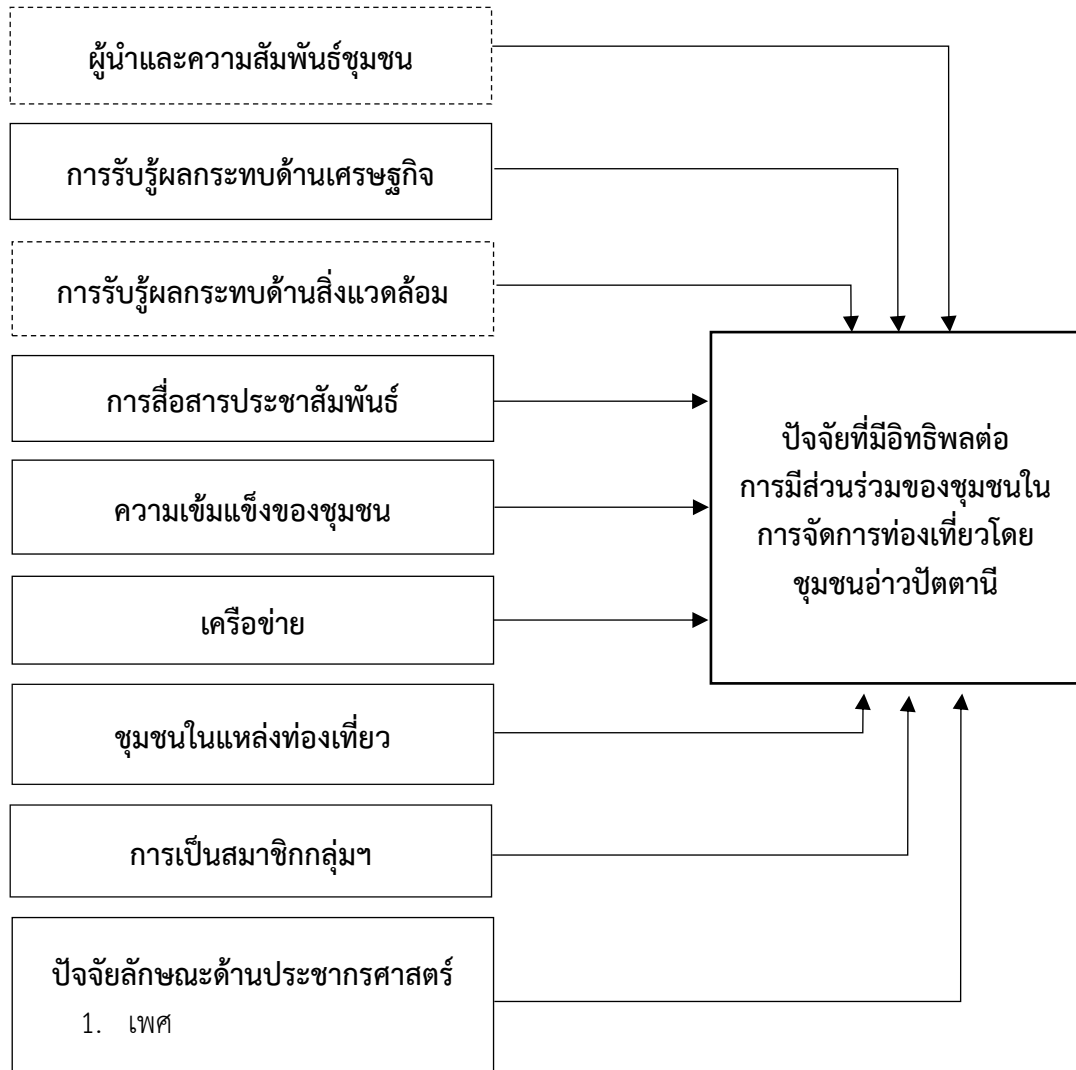 ผู้นำและความสัมพันธ์ชุมชน
การรับรู้ผลกระทบด้านเศรษฐกิจ
การรับรู้ผลกระทบด้านสิ่งแวดล้อม
การสื่อสารประชาสัมพันธ์
ความเข้มแข็งของชุมชน
เครือข่าย
ชุมชนในแหล่งท่องเที่ยว
การเป็นสมาชิกกลุ่มฯ
ปัจจัยลักษณะด้านประชากรศาสตร์
1. เพศ
ปัจจัยที่มีอิทธิพลต่อ
การมีส่วนร่วมของชุมชนใน
การจัดการท่องเที่ยวโดย
ชุมชนอ่าวปัตตานี